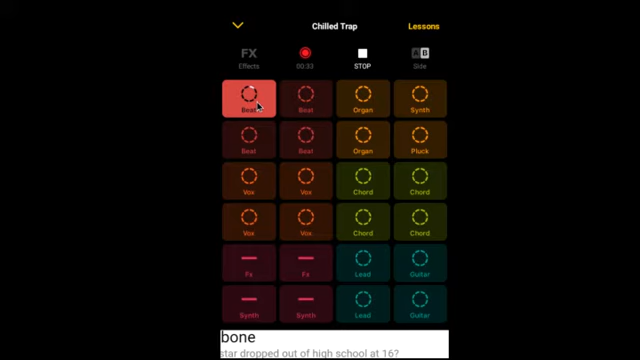 Chilled Trap Lessons
FX A B
Effects 00:33 STOP Side
Beat Beat Organ Synth
Beat Beat Organ Pluck
Vox Vox Chord Chord
Vox Vox Chord Chord
Fx Fx Lead Guitar
Synth Synth Lead Guitar
bone
star dropped out of high school at 16?